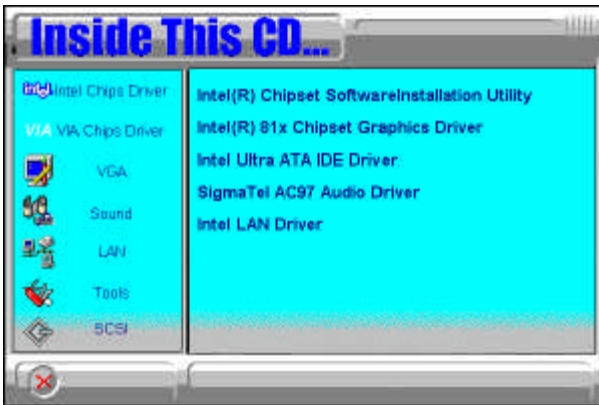 Inside This CD...
intel Intel Chips Driver
VIA VIA Chips Driver
VGA
Sound
LAN
Tools
SCSI
Intel(R) Chipset SoftwareInstallation Utility
Intel(R) 81x Chipset Graphics Driver
Intel Ultra ATA IDE Driver
SigmaTel AC97 Audio Driver
Intel LAN Driver